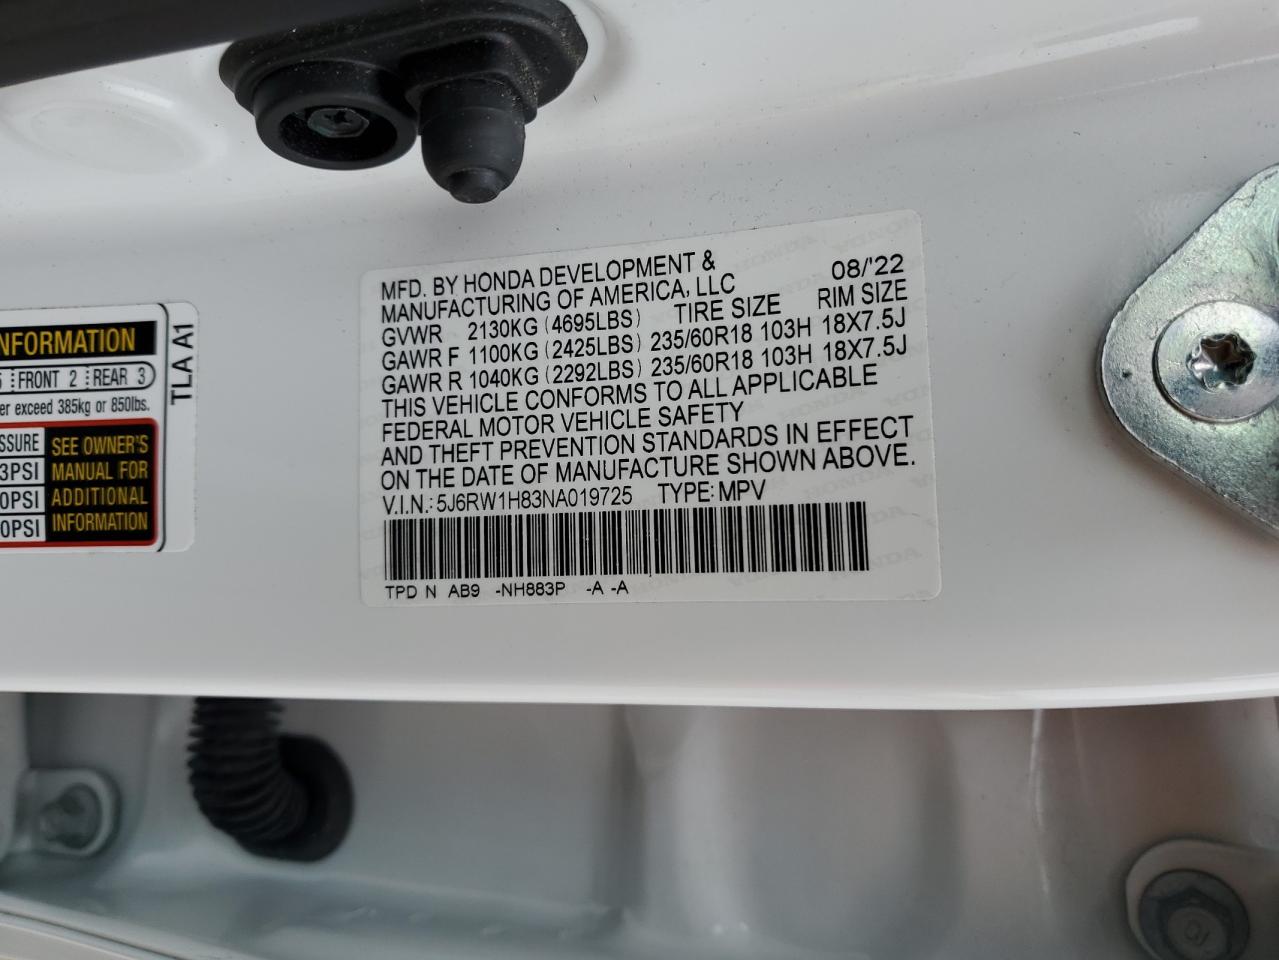 MFD. BY HONDA DEVELOPMENT & 08/'22
MANUFACTURING OF AMERICA, LLC
GVWR 2130KG (4695LBS) TIRE SIZE RIM SIZE
GAWR F 1100KG (2425LBS) 235/60R18 103H 18X7.5J
GAWR R 1040KG (2292LBS) 235/60R18 103H 18X7.5J
THIS VEHICLE CONFORMS TO ALL APPLICABLE
FEDERAL MOTOR VEHICLE SAFETY
AND THEFT PREVENTION STANDARDS IN EFFECT
ON THE DATE OF MANUFACTURE SHOWN ABOVE.
V.I.N.: 5J6RW1H83NA019725 TYPE: MPV
TPD N AB9 -NH883P -A -A
NFORMATION
FRONT 2 REAR 3
er exceed 385kg or 850lbs.
SSURE
3PSI
0PSI
0PSI
SEE OWNER'S
MANUAL FOR
ADDITIONAL
INFORMATION
TLA A1